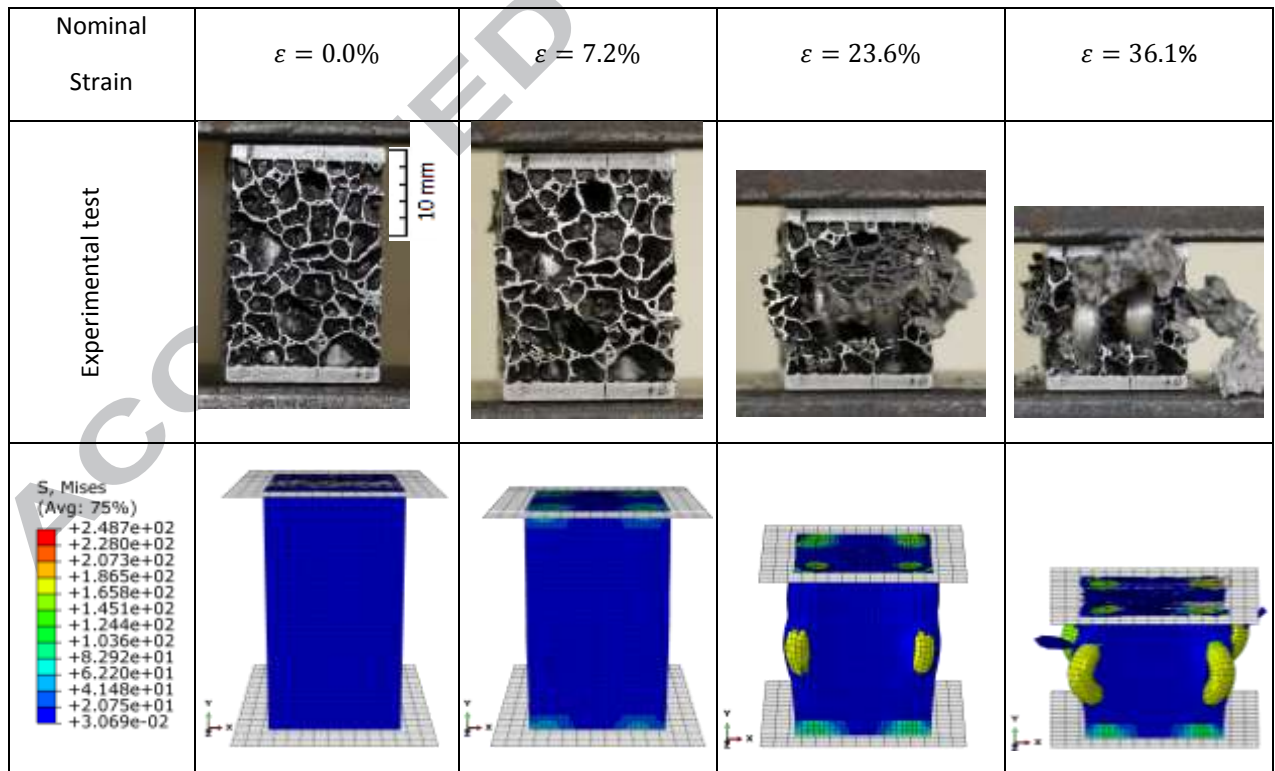 Nominal
Strain
ε = 0.0%
ε = 7.2%
ε = 23.6%
ε = 36.1%
Experimental test
10 mm
ACC
TED
S, Mises
(Avg: 75%)
+2.487e+02
+2.280e+02
+2.073e+02
+1.865e+02
+1.658e+02
+1.451e+02
+1.244e+02
+1.036e+02
+8.292e+01
+6.220e+01
+4.148e+01
+2.075e+01
+3.069e-02
Y
Z
X
Y
Z
X
Y
Z
X
Y
Z
X